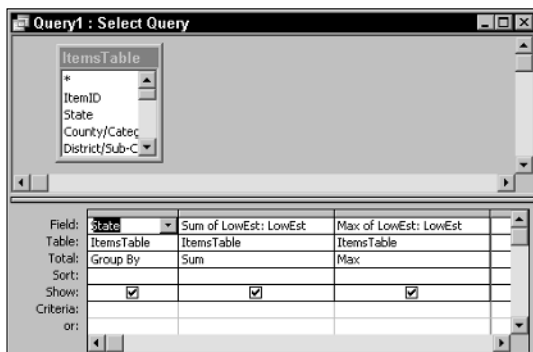 Query1 : Select Query
ItemsTable
*
ItemID
State
County/Categ
District/Sub-C
Field: State Sum of LowEst: LowEst Max of LowEst: LowEst
Table: ItemsTable ItemsTable ItemsTable
Total: Group By Sum Max
Sort:
Show:
Criteria:
or: